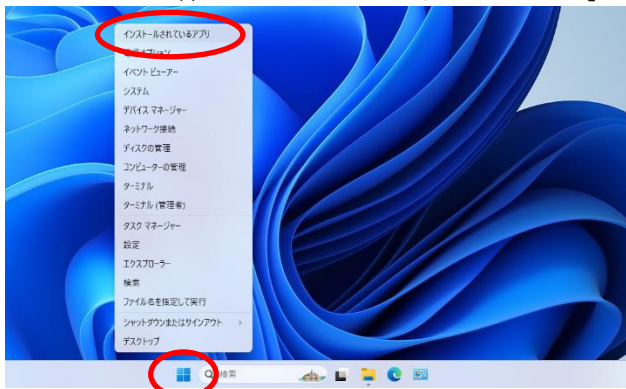 インストールされているアプリ
イベント ビューアー
システム
デバイス マネージャー
ネットワーク接続
ディスクの管理
コンピューターの管理
ターミナル
ターミナル (管理者)
タスク マネージャー
設定
エクスプローラー
検索
ファイル名を指定して実行
シャットダウンまたはサインアウト
デスクトップ
検索